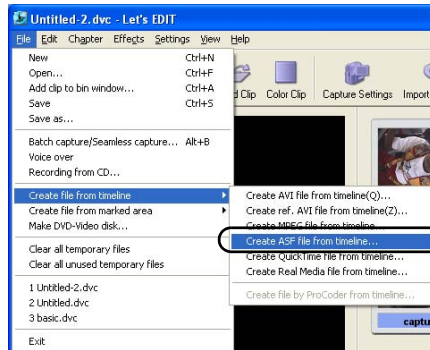 Untitled-2.dvc - Let's EDIT
File Edit Chapter Effects Settings View Help
New Ctrl+N
Open... Ctrl+F
Add clip to bin window... Ctrl+A
Save Ctrl+S
Save as...
Batch capture/Seamless capture... Alt+B
Voice over
Recording from CD...
Create file from timeline
Create file from marked area
Make DVD-Video disk...
Clear all temporary files
Clear all unused temporary files
1 Untitled-2.dvc
2 Untitled.dvc
3 basic.dvc
Exit
Clip Color Clip Capture Settings Import
Create AVI file from timeline(Q)...
Create ref. AVI file from timeline(Z)...
Create MPEG file from timeline...
Create ASF file from timeline...
Create QuickTime file from timeline...
Create Real Media file from timeline...
Create file by ProCoder from timeline...
captu